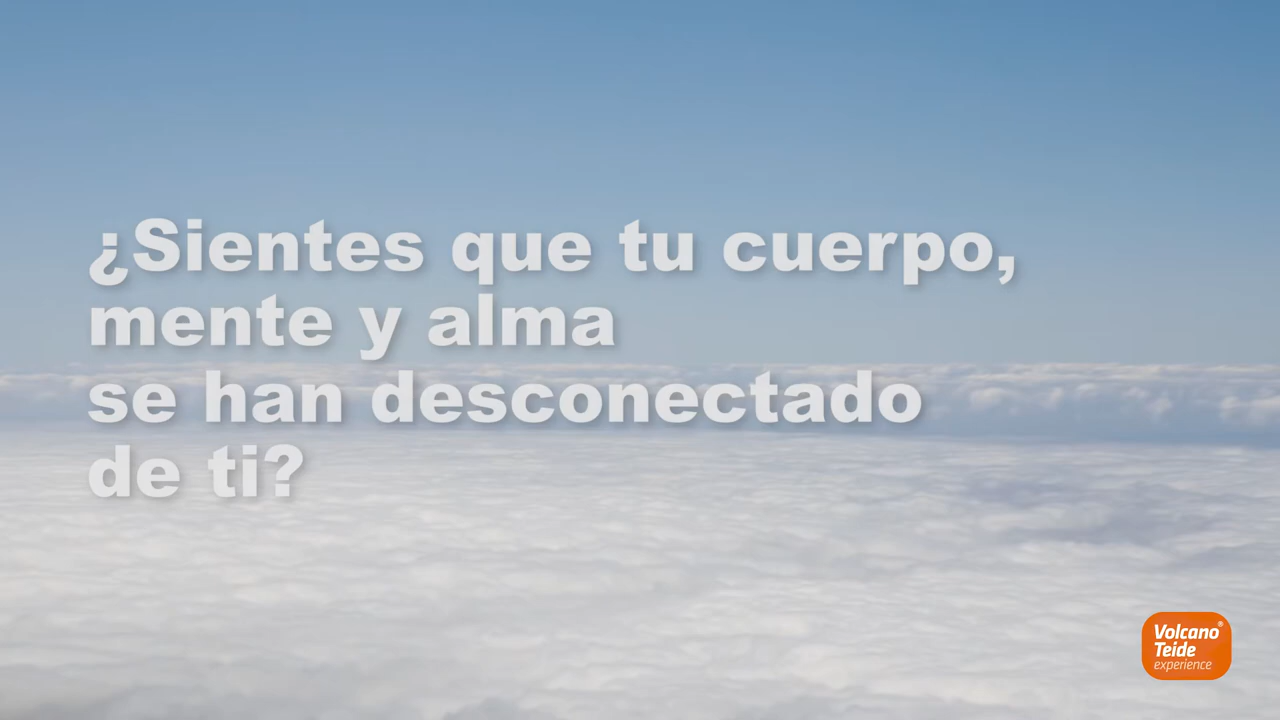 ¿Sientes que tu cuerpo,
mente y alma
se han desconectado
de ti?
Volcano®
Teide
experience